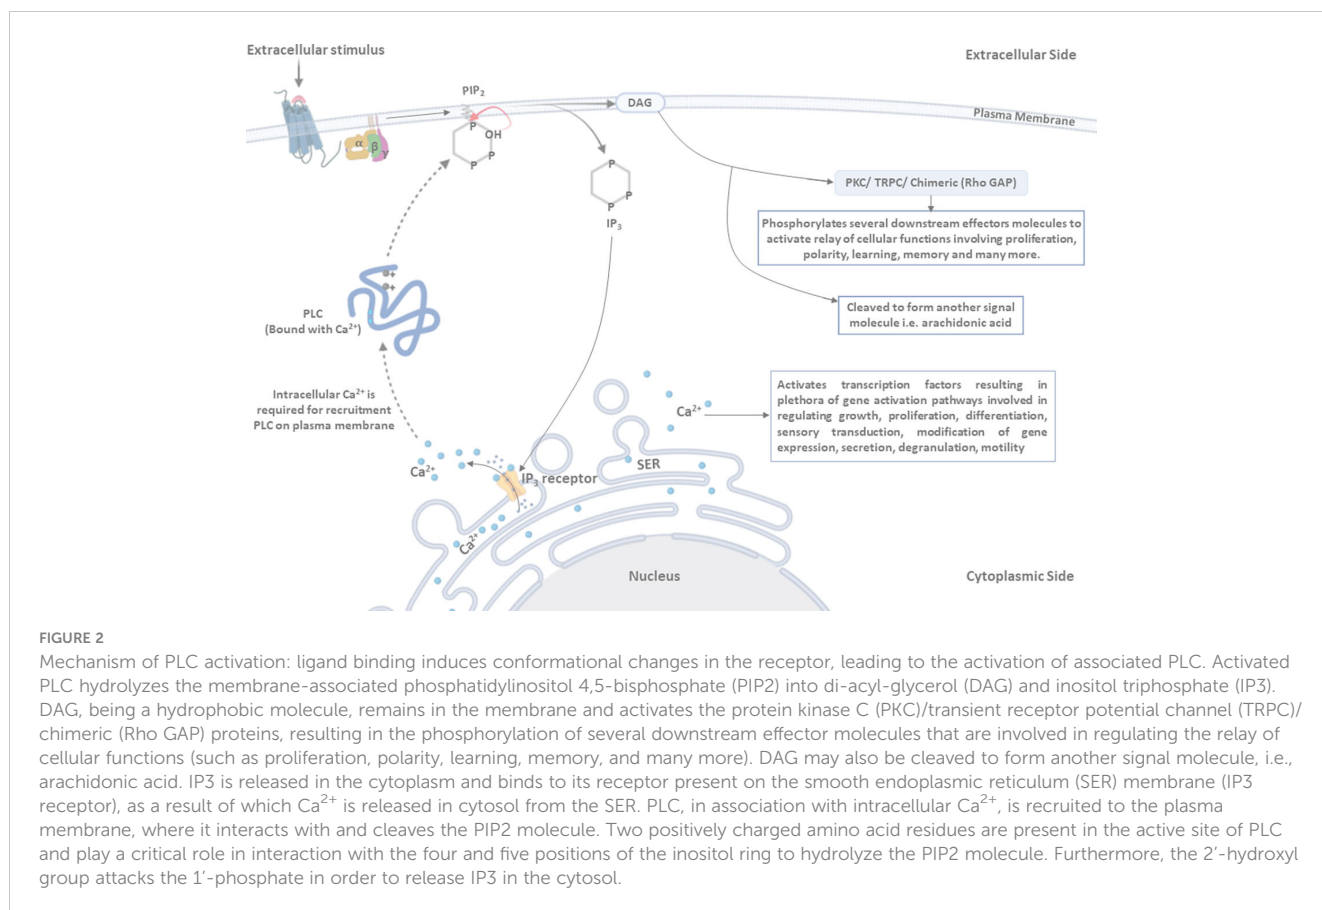 Extracellular stimulus
Extracellular Side
PIP₂
DAG
Plasma Membrane
α
β
γ
P
OH
P
P
P
P
P
IP₃
PKC/ TRPC/ Chimeric (Rho GAP)
Phosphorylates several downstream effectors molecules to
activate relay of cellular functions involving proliferation,
polarity, learning, memory and many more.
++
PLC
(Bound with Ca²⁺)
Cleaved to form another signal
molecule i.e. arachidonic acid
Intracellular Ca²⁺ is
required for recruitment
PLC on plasma membrane
Ca²⁺
Activates transcription factors resulting in
plethora of gene activation pathways involved in
regulating growth, proliferation, differentiation,
sensory transduction, modification of gene
expression, secretion, degranulation, motility
Ca²⁺
IP₃ receptor
SER
Ca²⁺
Nucleus
Cytoplasmic Side
FIGURE 2
Mechanism of PLC activation: ligand binding induces conformational changes in the receptor, leading to the activation of associated PLC. Activated
PLC hydrolyzes the membrane-associated phosphatidylinositol 4,5-bisphosphate (PIP2) into di-acyl-glycerol (DAG) and inositol triphosphate (IP3).
DAG, being a hydrophobic molecule, remains in the membrane and activates the protein kinase C (PKC)/transient receptor potential channel (TRPC)/
chimeric (Rho GAP) proteins, resulting in the phosphorylation of several downstream effector molecules that are involved in regulating the relay of
cellular functions (such as proliferation, polarity, learning, memory, and many more). DAG may also be cleaved to form another signal molecule, i.e.,
arachidonic acid. IP3 is released in the cytoplasm and binds to its receptor present on the smooth endoplasmic reticulum (SER) membrane (IP3
receptor), as a result of which Ca²⁺ is released in cytosol from the SER. PLC, in association with intracellular Ca²⁺, is recruited to the plasma
membrane, where it interacts with and cleaves the PIP2 molecule. Two positively charged amino acid residues are present in the active site of PLC
and play a critical role in interaction with the four and five positions of the inositol ring to hydrolyze the PIP2 molecule. Furthermore, the 2’-hydroxyl
group attacks the 1’-phosphate in order to release IP3 in the cytosol.